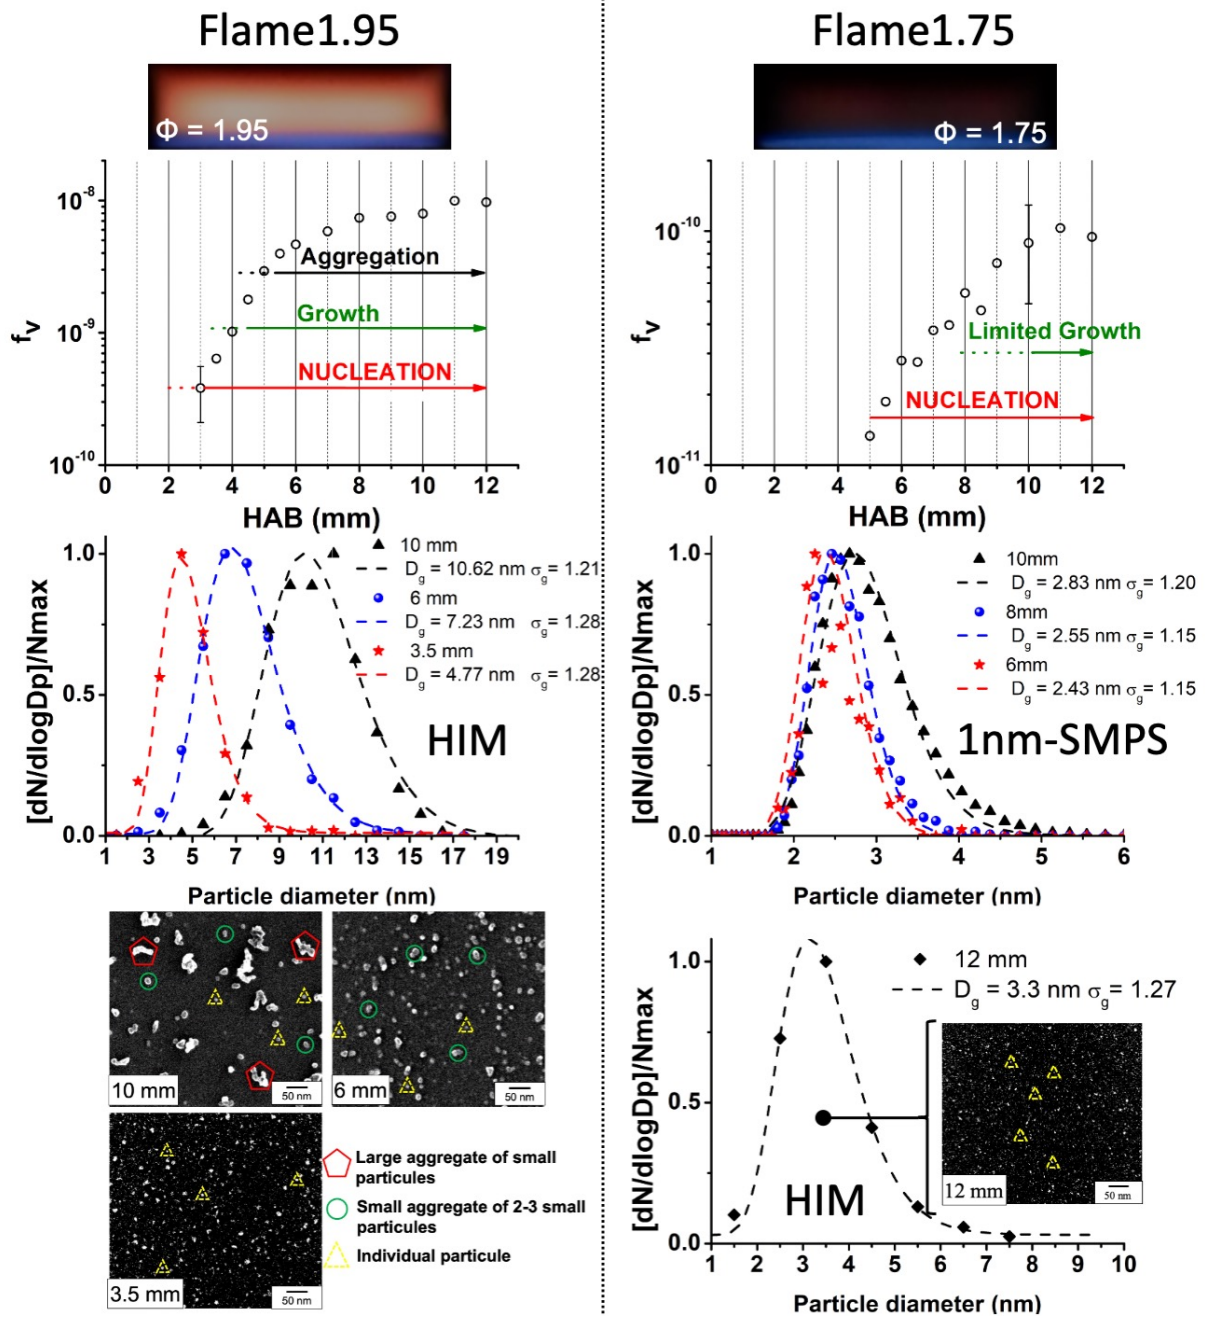 Flame1.95
Φ = 1.95
10⁻⁸
10⁻⁹
10⁻¹⁰
fᵥ
Aggregation
Growth
NUCLEATION
0 2 4 6 8 10 12
HAB (mm)
[dN/dlogDp]/Nmax
1.0
0.5
0.0
10 mm
D_g = 10.62 nm σ_g = 1.21
6 mm
D_g = 7.23 nm σ_g = 1.28
3.5 mm
D_g = 4.77 nm σ_g = 1.28
HIM
1 3 5 7 9 11 13 15 17 19
Particle diameter (nm)
10 mm
50 nm
6 mm
50 nm
3.5 mm
50 nm
Large aggregate of small
particules
Small aggregate of 2-3 small
particules
Individual particule
Flame1.75
Φ = 1.75
10⁻¹⁰
10⁻¹¹
fᵥ
Limited Growth
NUCLEATION
0 2 4 6 8 10 12
HAB (mm)
[dN/dlogDp]/Nmax
1.0
0.5
0.0
10mm
D_g = 2.83 nm σ_g = 1.20
8mm
D_g = 2.55 nm σ_g = 1.15
6mm
D_g = 2.43 nm σ_g = 1.15
1nm-SMPS
1 2 3 4 5 6
Particle diameter (nm)
[dN/dlogDp]/Nmax
1.0
0.5
0.0
12 mm
D_g = 3.3 nm σ_g = 1.27
12 mm
50 nm
HIM
1 2 3 4 5 6 7 8 9 10
Particle diameter (nm)